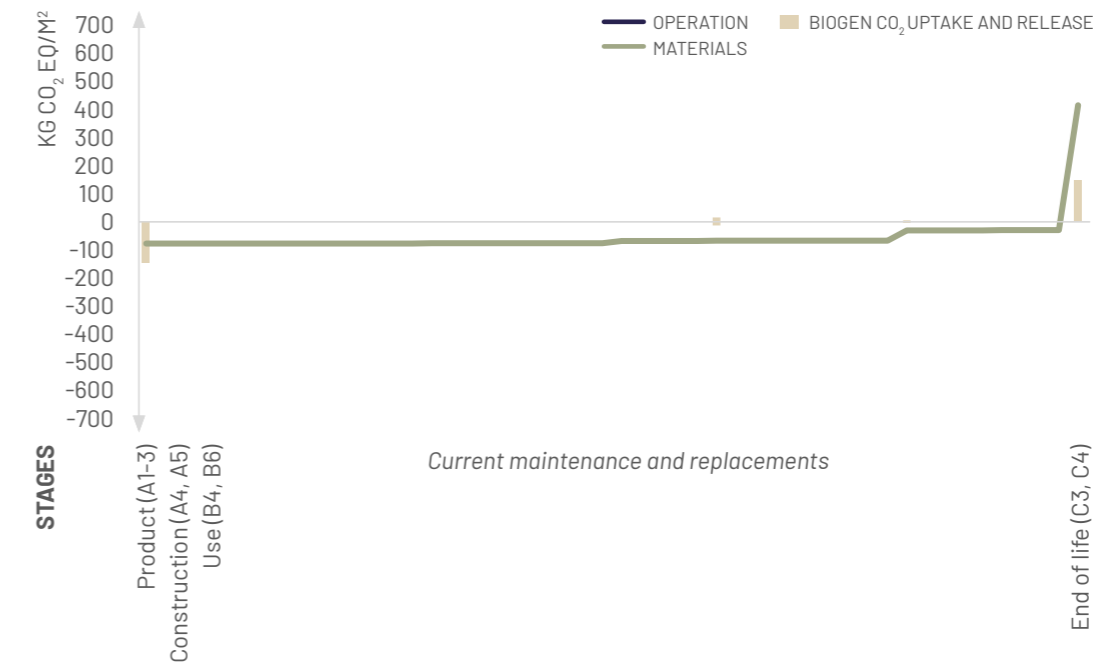 KG CO₂ EQ/M²
700
600
500
400
300
200
100
0
-100
-200
-300
-400
-500
-600
-700
OPERATION
MATERIALS
BIOGEN CO₂ UPTAKE AND RELEASE
STAGES
Product (A1-3)
Construction (A4, A5)
Use (B4, B6)
Current maintenance and replacements
End of life (C3, C4)